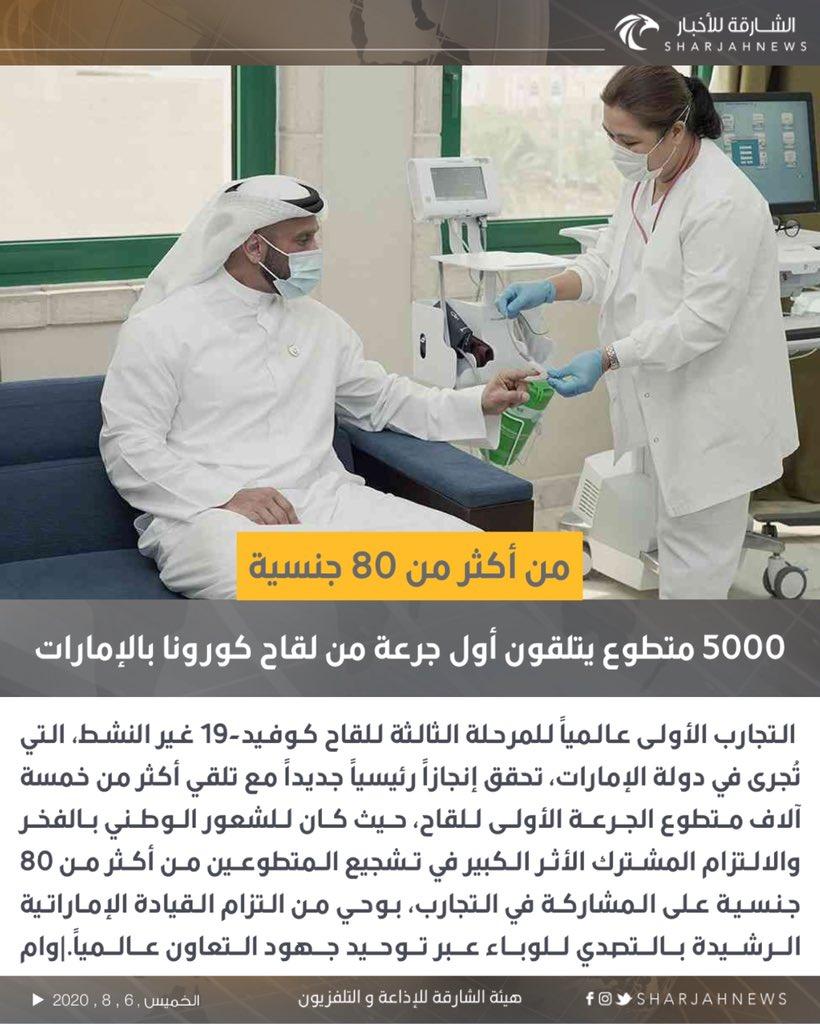 الشارقة للأخبار
SHARJAHNEWS
من أكثر من 80 جنسية
5000 متطوع يتلقون أول جرعة من لقاح كورونا بالإمارات
التجارب الأولى عالمياً للمرحلة الثالثة للقاح كوفيد-19 غير النشط، التي
تُجرى في دولة الإمارات، تحقق إنجازاً رئيسياً جديداً مع تلقي أكثر من خمسة
آلاف متطوع الجرعة الأولى للقاح، حيث كان للشعور الوطني بالفخر
والالتزام المشترك الأثر الكبير في تشجيع المتطوعين من أكثر من 80
جنسية على المشاركة في التجارب، بوحي من التزام القيادة الإماراتية
الرشيدة بالتصدي للوباء عبر توحيد جهود التعاون عالمياً.|وام
SHARJAHNEWS
هيئة الشارقة للإذاعة و التلفزيون
الخميس , 6 , 8 , 2020